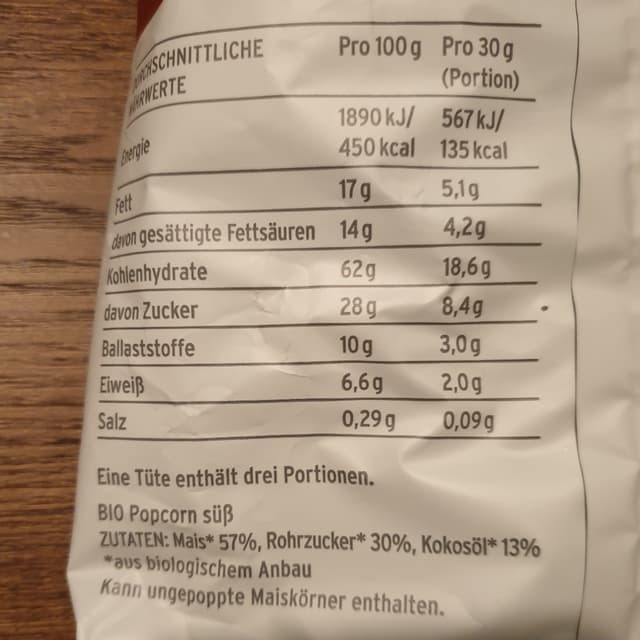 DURCHSCHNITTLICHE NÄHRWERTE Pro 100 g Pro 30 g (Portion)
Energie 1890 kJ/ 450 kcal 567 kJ/ 135 kcal
Fett 17 g 5,1 g
davon gesättigte Fettsäuren 14 g 4,2 g
Kohlenhydrate 62 g 18,6 g
davon Zucker 28 g 8,4 g
Ballaststoffe 10 g 3,0 g
Eiweiß 6,6 g 2,0 g
Salz 0,29 g 0,09 g
Eine Tüte enthält drei Portionen.
BIO Popcorn süß
ZUTATEN: Mais* 57%, Rohrzucker* 30%, Kokosöl* 13%
*aus biologischem Anbau
Kann ungepoppte Maiskörner enthalten.